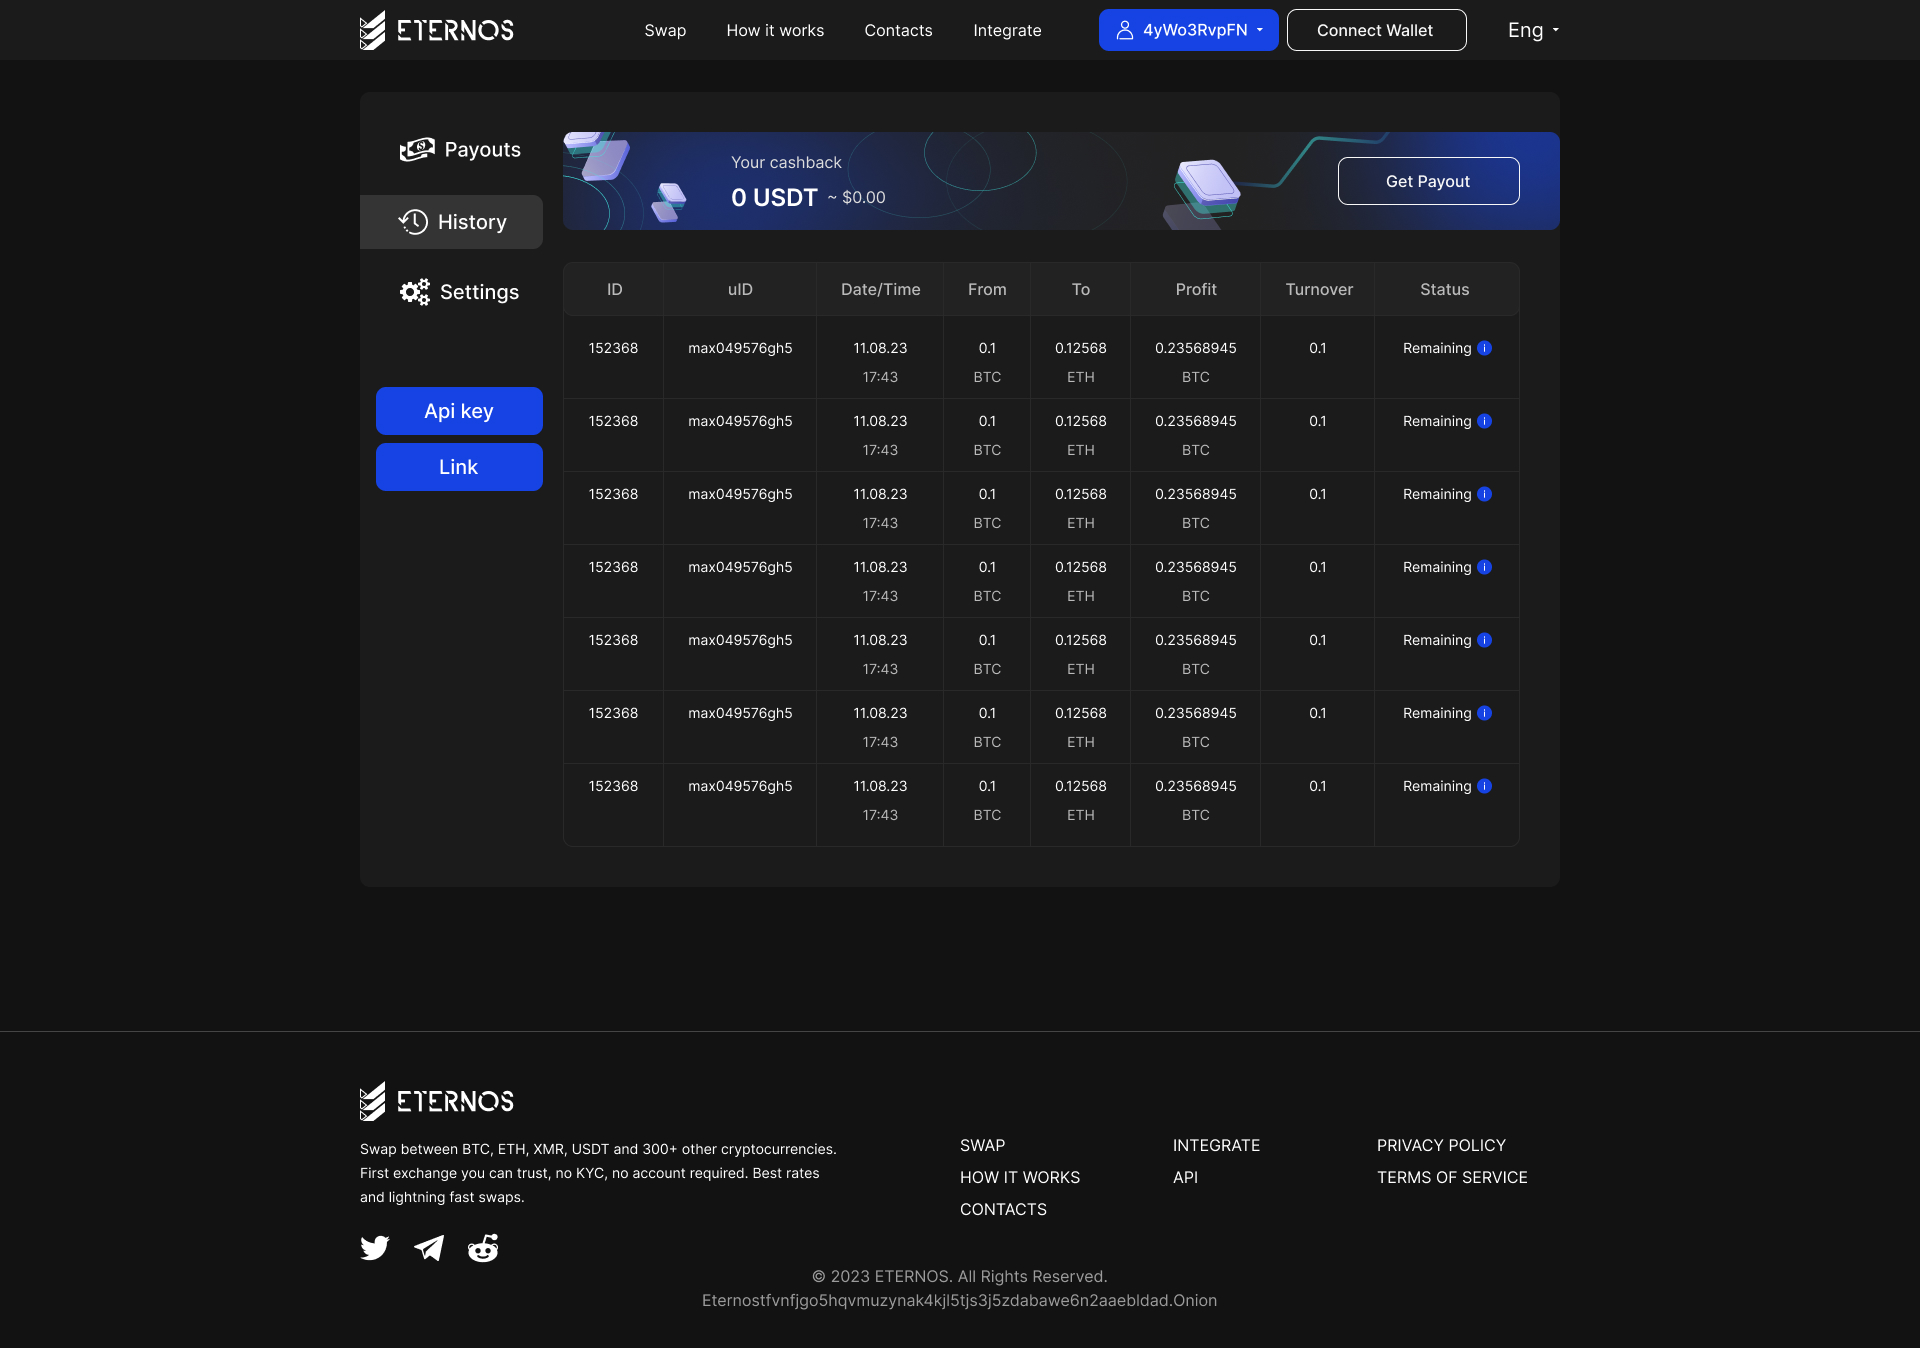 ETERNOS
Swap How it works Contacts Integrate 4yWo3RvpFN Connect Wallet Eng
Payouts
History
Settings
Api key
Link
Your cashback
0 USDT ~ $0.00
Get Payout
ID uID Date/Time From To Profit Turnover Status
152368 max049576gh5 11.08.23 0.1 0.12568 0.23568945 0.1 Remaining i
17:43 BTC ETH BTC
152368 max049576gh5 11.08.23 0.1 0.12568 0.23568945 0.1 Remaining i
17:43 BTC ETH BTC
152368 max049576gh5 11.08.23 0.1 0.12568 0.23568945 0.1 Remaining i
17:43 BTC ETH BTC
152368 max049576gh5 11.08.23 0.1 0.12568 0.23568945 0.1 Remaining i
17:43 BTC ETH BTC
152368 max049576gh5 11.08.23 0.1 0.12568 0.23568945 0.1 Remaining i
17:43 BTC ETH BTC
152368 max049576gh5 11.08.23 0.1 0.12568 0.23568945 0.1 Remaining i
17:43 BTC ETH BTC
152368 max049576gh5 11.08.23 0.1 0.12568 0.23568945 0.1 Remaining i
17:43 BTC ETH BTC
ETERNOS
Swap between BTC, ETH, XMR, USDT and 300+ other cryptocurrencies.
First exchange you can trust, no KYC, no account required. Best rates
and lightning fast swaps.
SWAP
HOW IT WORKS
CONTACTS
INTEGRATE
API
PRIVACY POLICY
TERMS OF SERVICE
© 2023 ETERNOS. All Rights Reserved.
Eternostfvnfjgo5hqvmuzynak4kjl5tjs3j5zdabawe6n2aaebldad.Onion